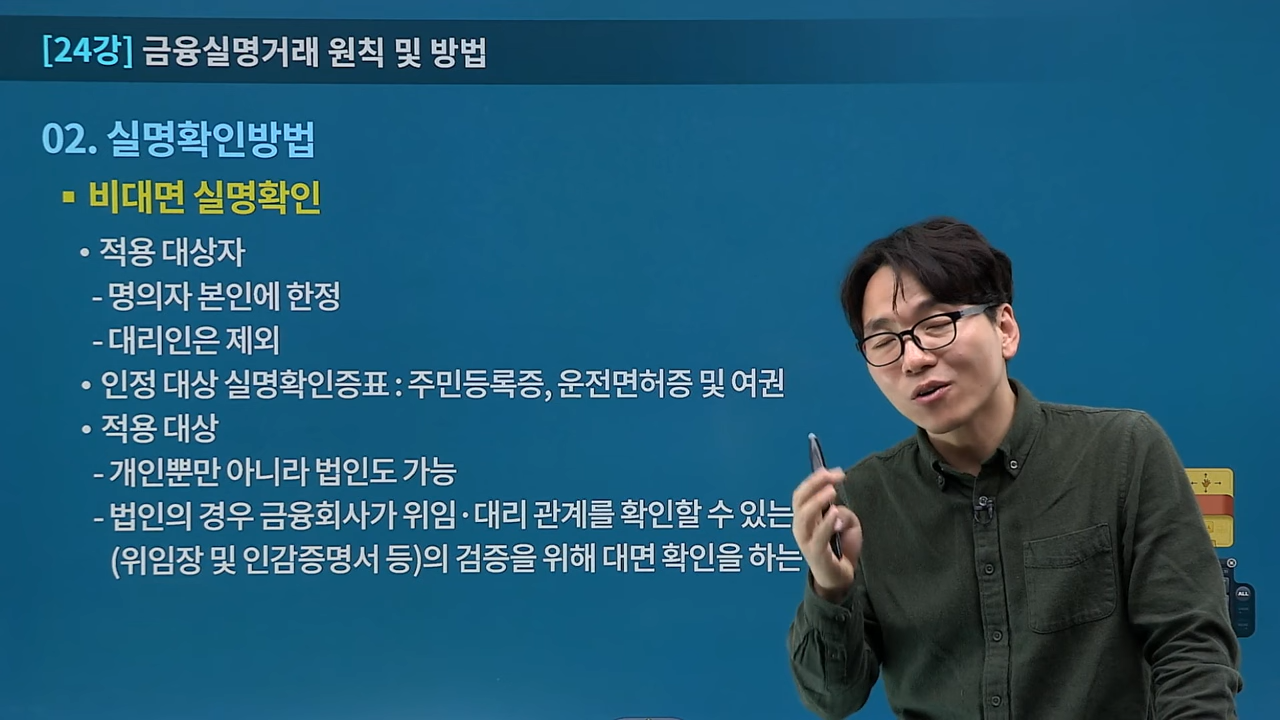 [24강] 금융실명거래 원칙 및 방법
02. 실명확인방법
▪ 비대면 실명확인
• 적용 대상자
- 명의자 본인에 한정
- 대리인은 제외
• 인정 대상 실명확인증표 : 주민등록증, 운전면허증 및 여권
• 적용 대상
- 개인뿐만 아니라 법인도 가능
- 법인의 경우 금융회사가 위임·대리 관계를 확인할 수 있는
(위임장 및 인감증명서 등)의 검증을 위해 대면 확인을 하는
ALL